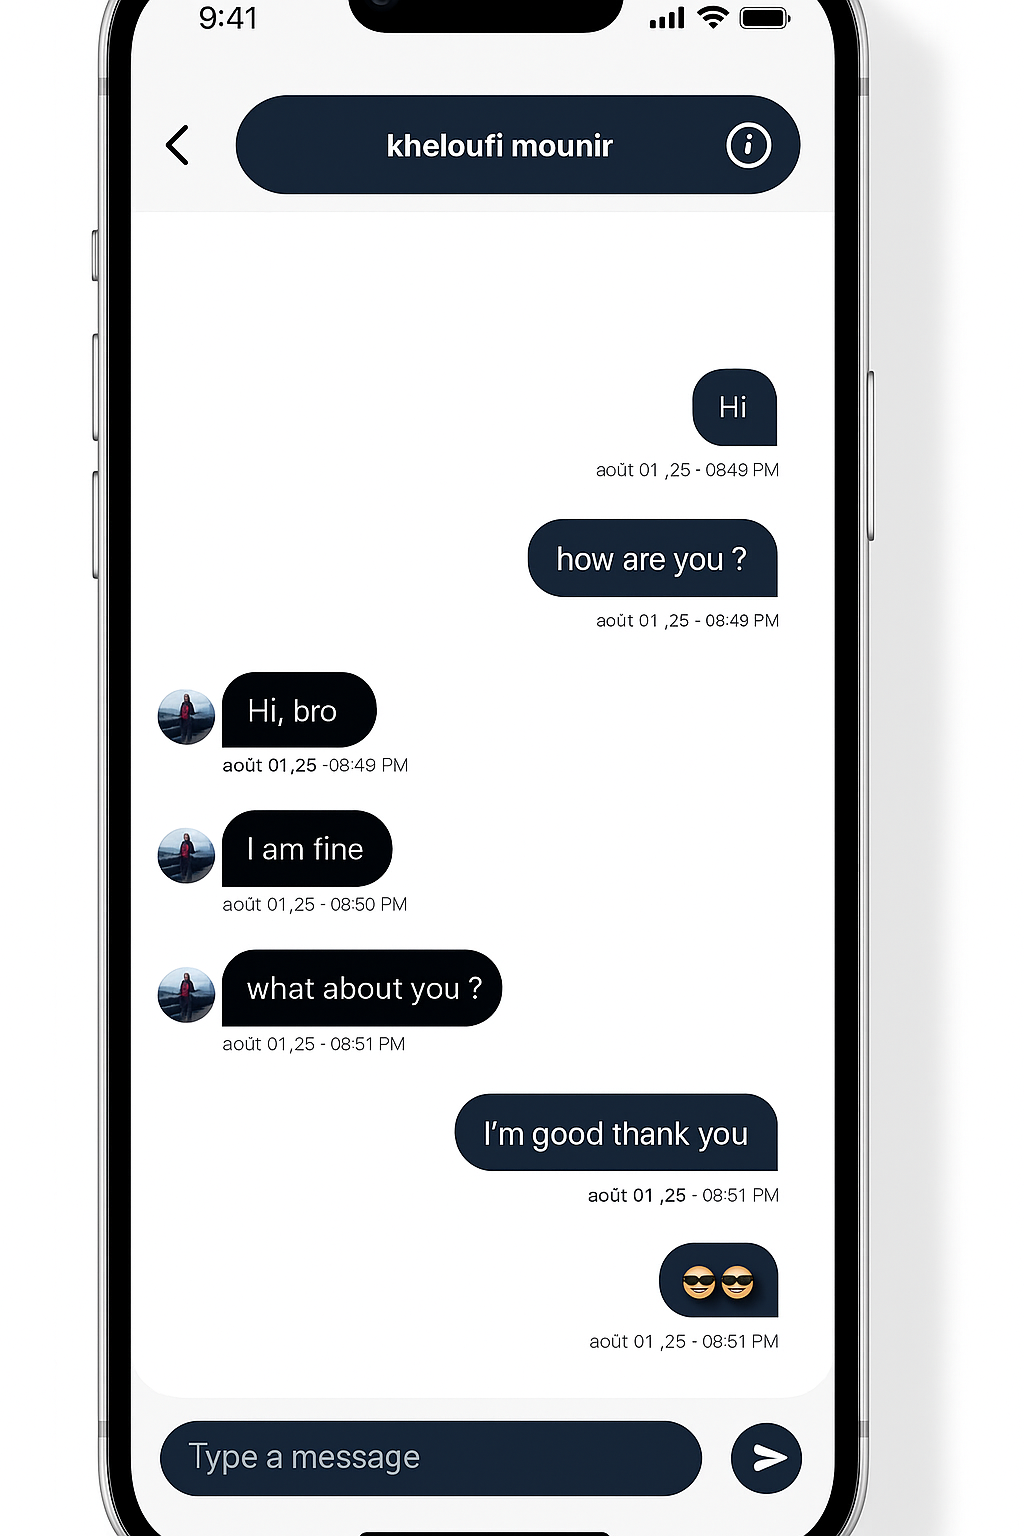 9:41
kheloufi mounir
Hi
août 01 ,25 - 0849 PM
how are you ?
août 01 ,25 - 08:49 PM
Hi, bro
août 01,25 -08:49 PM
I am fine
août 01,25 - 08:50 PM
what about you ?
août 01,25 - 08:51 PM
I’m good thank you
août 01 ,25 - 08:51 PM
😎😎
août 01 ,25 - 08:51 PM
Type a message